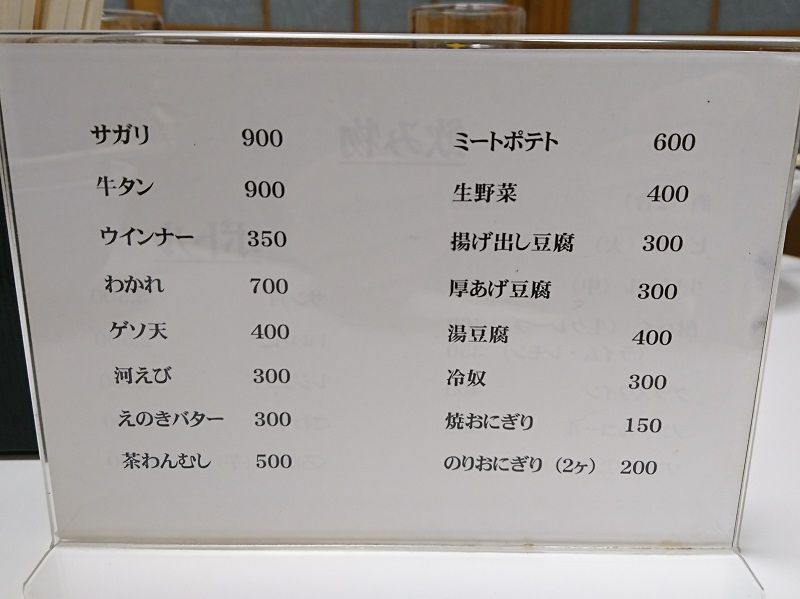 サガリ 900
牛タン 900
ウインナー 350
わかれ 700
ゲソ天 400
河えび 300
えのきバター 300
茶わんむし 500
ミートポテト 600
生野菜 400
揚げ出し豆腐 300
厚あげ豆腐 300
湯豆腐 400
冷奴 300
焼おにぎり 150
のりおにぎり（2ヶ） 200
飲み物